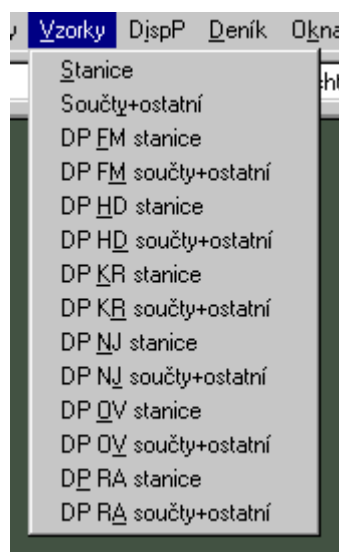 Vzorky DispP Deník Okna
Stanice
Součty+ostatní
DP FM stanice
DP FM součty+ostatní
DP HD stanice
DP HD součty+ostatní
DP KR stanice
DP KR součty+ostatní
DP NJ stanice
DP NJ součty+ostatní
DP OV stanice
DP OV součty+ostatní
DP RA stanice
DP RA součty+ostatní